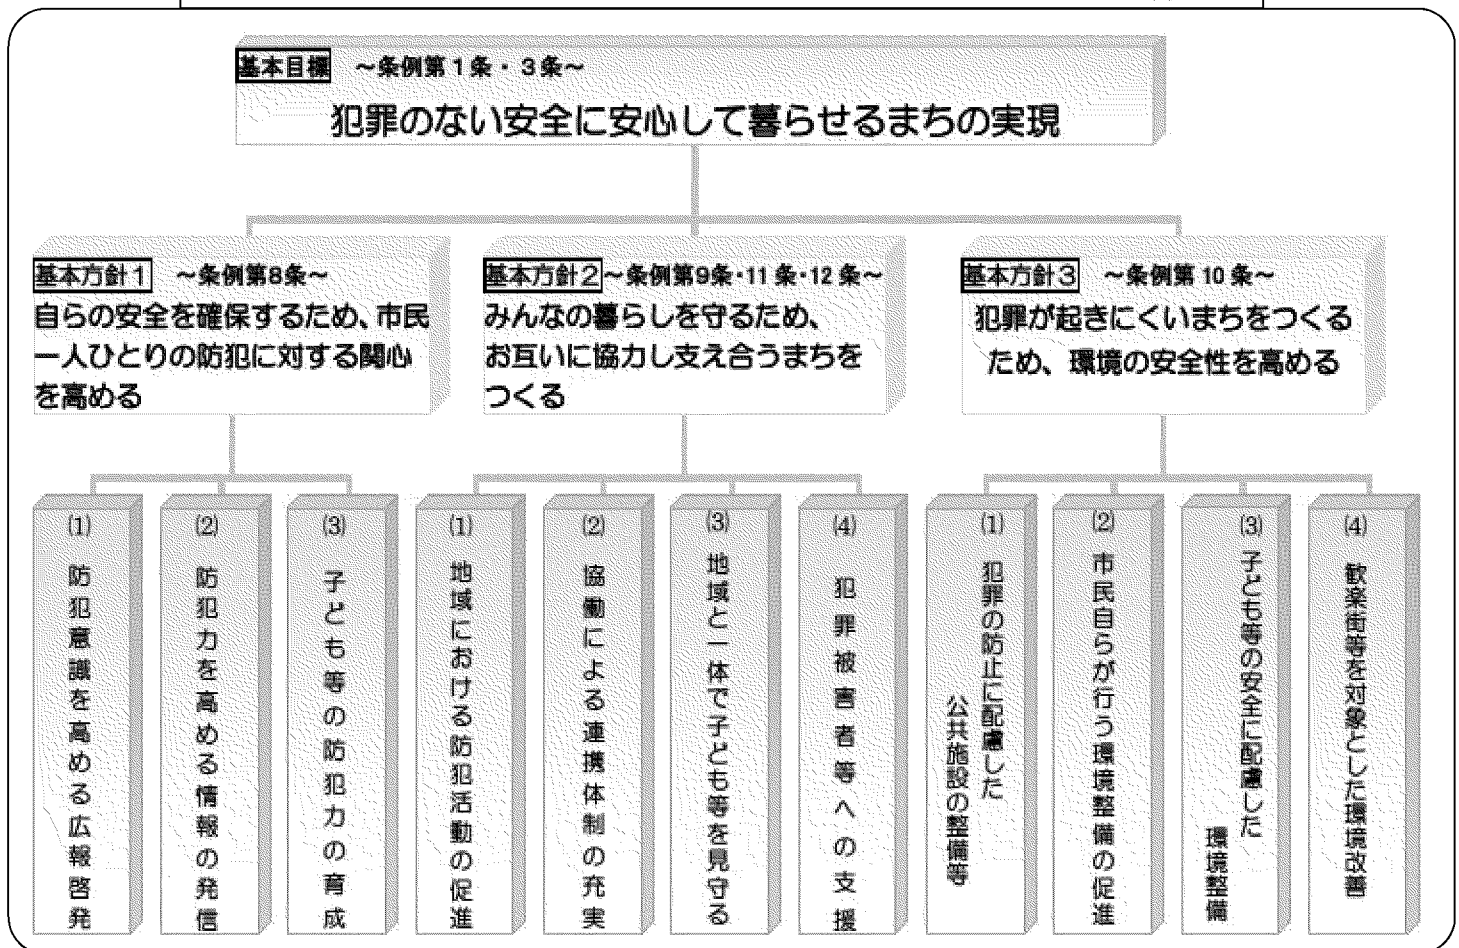 基本目標 ～条例第1条・3条～
犯罪のない安全に安心して暮らせるまちの実現
基本方針1 ～条例第8条～
自らの安全を確保するため、市民
一人ひとりの防犯に対する関心
を高める
基本方針2～条例第9条・11条・12条～
みんなの暮らしを守るため、
お互いに協力し支え合うまちを
つくる
基本方針3 ～条例第10条～
犯罪が起きにくいまちをつくる
ため、環境の安全性を高める
(1) 防犯意識を高める広報啓発
(2) 防犯力を高める情報の発信
(3) 子ども等の防犯力の育成
(1) 地域における防犯活動の促進
(2) 協働による連携体制の充実
(3) 地域と一体で子ども等を見守る
(4) 犯罪被害者等への支援
(1) 犯罪の防止に配慮した
公共施設の整備等
(2) 市民自らが行う環境整備の促進
(3) 子ども等の安全に配慮した
環境整備
(4) 歓楽街等を対象とした環境改善